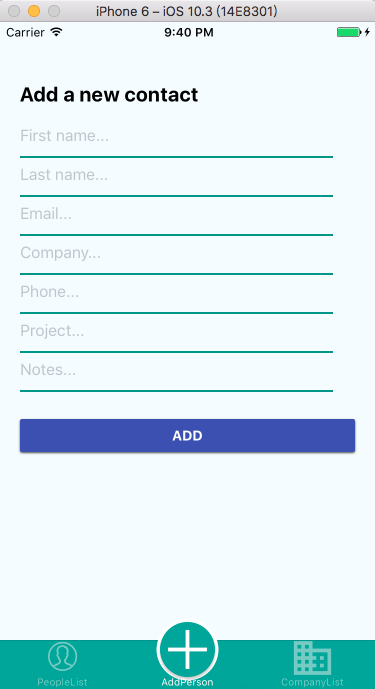 iPhone 6 – iOS 10.3 (14E8301)
Carrier 9:40 PM
Add a new contact
First name...
Last name...
Email...
Company...
Phone...
Project...
Notes...
ADD
PeopleList AddPerson CompanyList